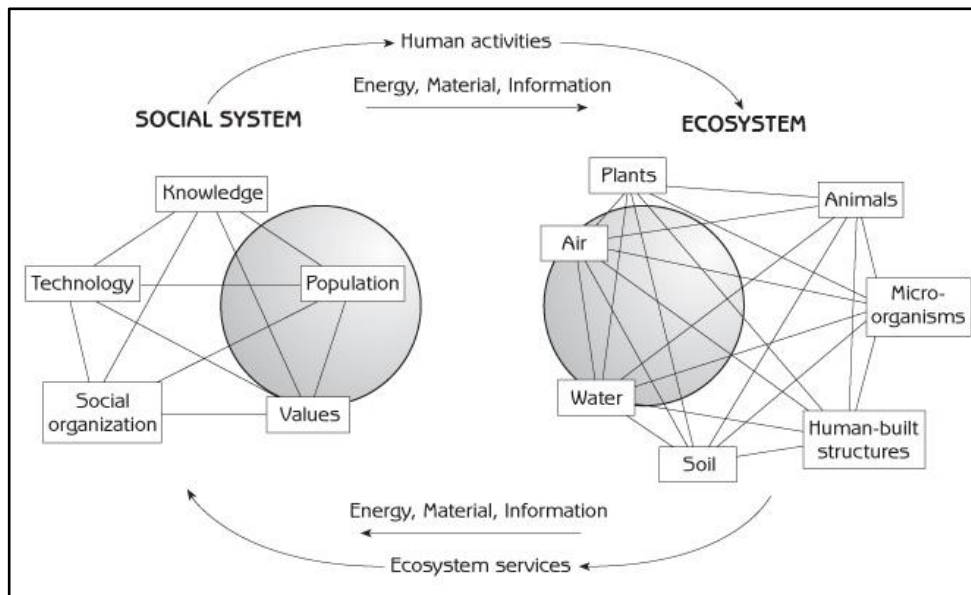 Human activities
Energy, Material, Information
SOCIAL SYSTEM
ECOSYSTEM
Knowledge
Technology
Population
Social
organization
Values
Plants
Animals
Air
Micro-
organisms
Water
Human-built
structures
Soil
Energy, Material, Information
Ecosystem services